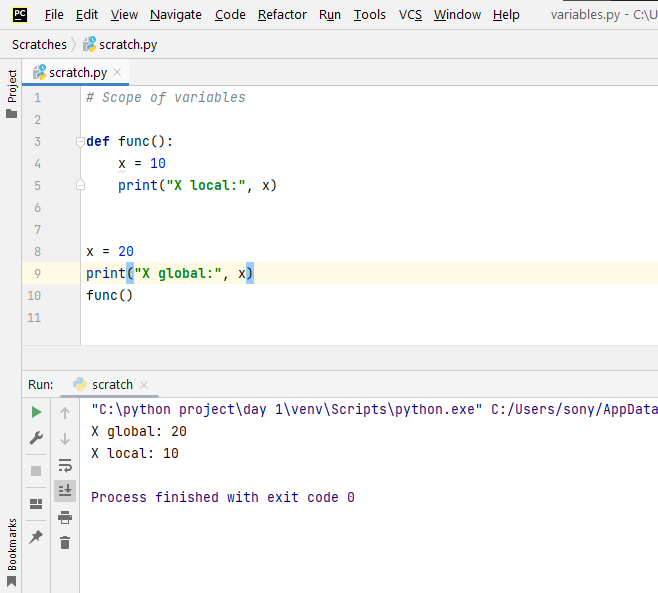 PC File Edit View Navigate Code Refactor Run Tools VCS Window Help variables.py - C:\U
Scratches scratch.py
Project
scratch.py
1 # Scope of variables
2
3 def func():
4 x = 10
5 print("X local:", x)
6
7
8 x = 20
9 print("X global:", x)
10 func()
11
Run: scratch
"C:\python project\day 1\venv\Scripts\python.exe" C:/Users/sony/AppData
X global: 20
X local: 10
Process finished with exit code 0
Bookmarks